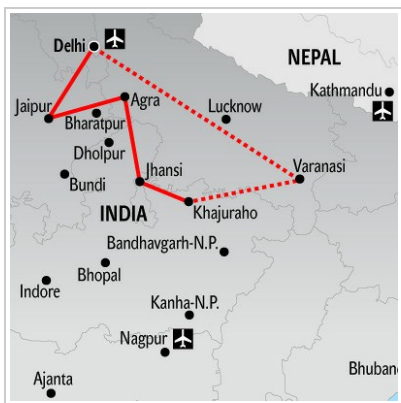 Delhi
NEPAL
Kathmandu
Jaipur
Agra
Lucknow
Bharatpur
Dholpur
Bundi
Jhansi
Varanasi
INDIA
Khajuraho
Bandhavgarh-N.P.
Bhopal
Indore
Kanha-N.P.
Nagpur
Ajanta
Bhuban